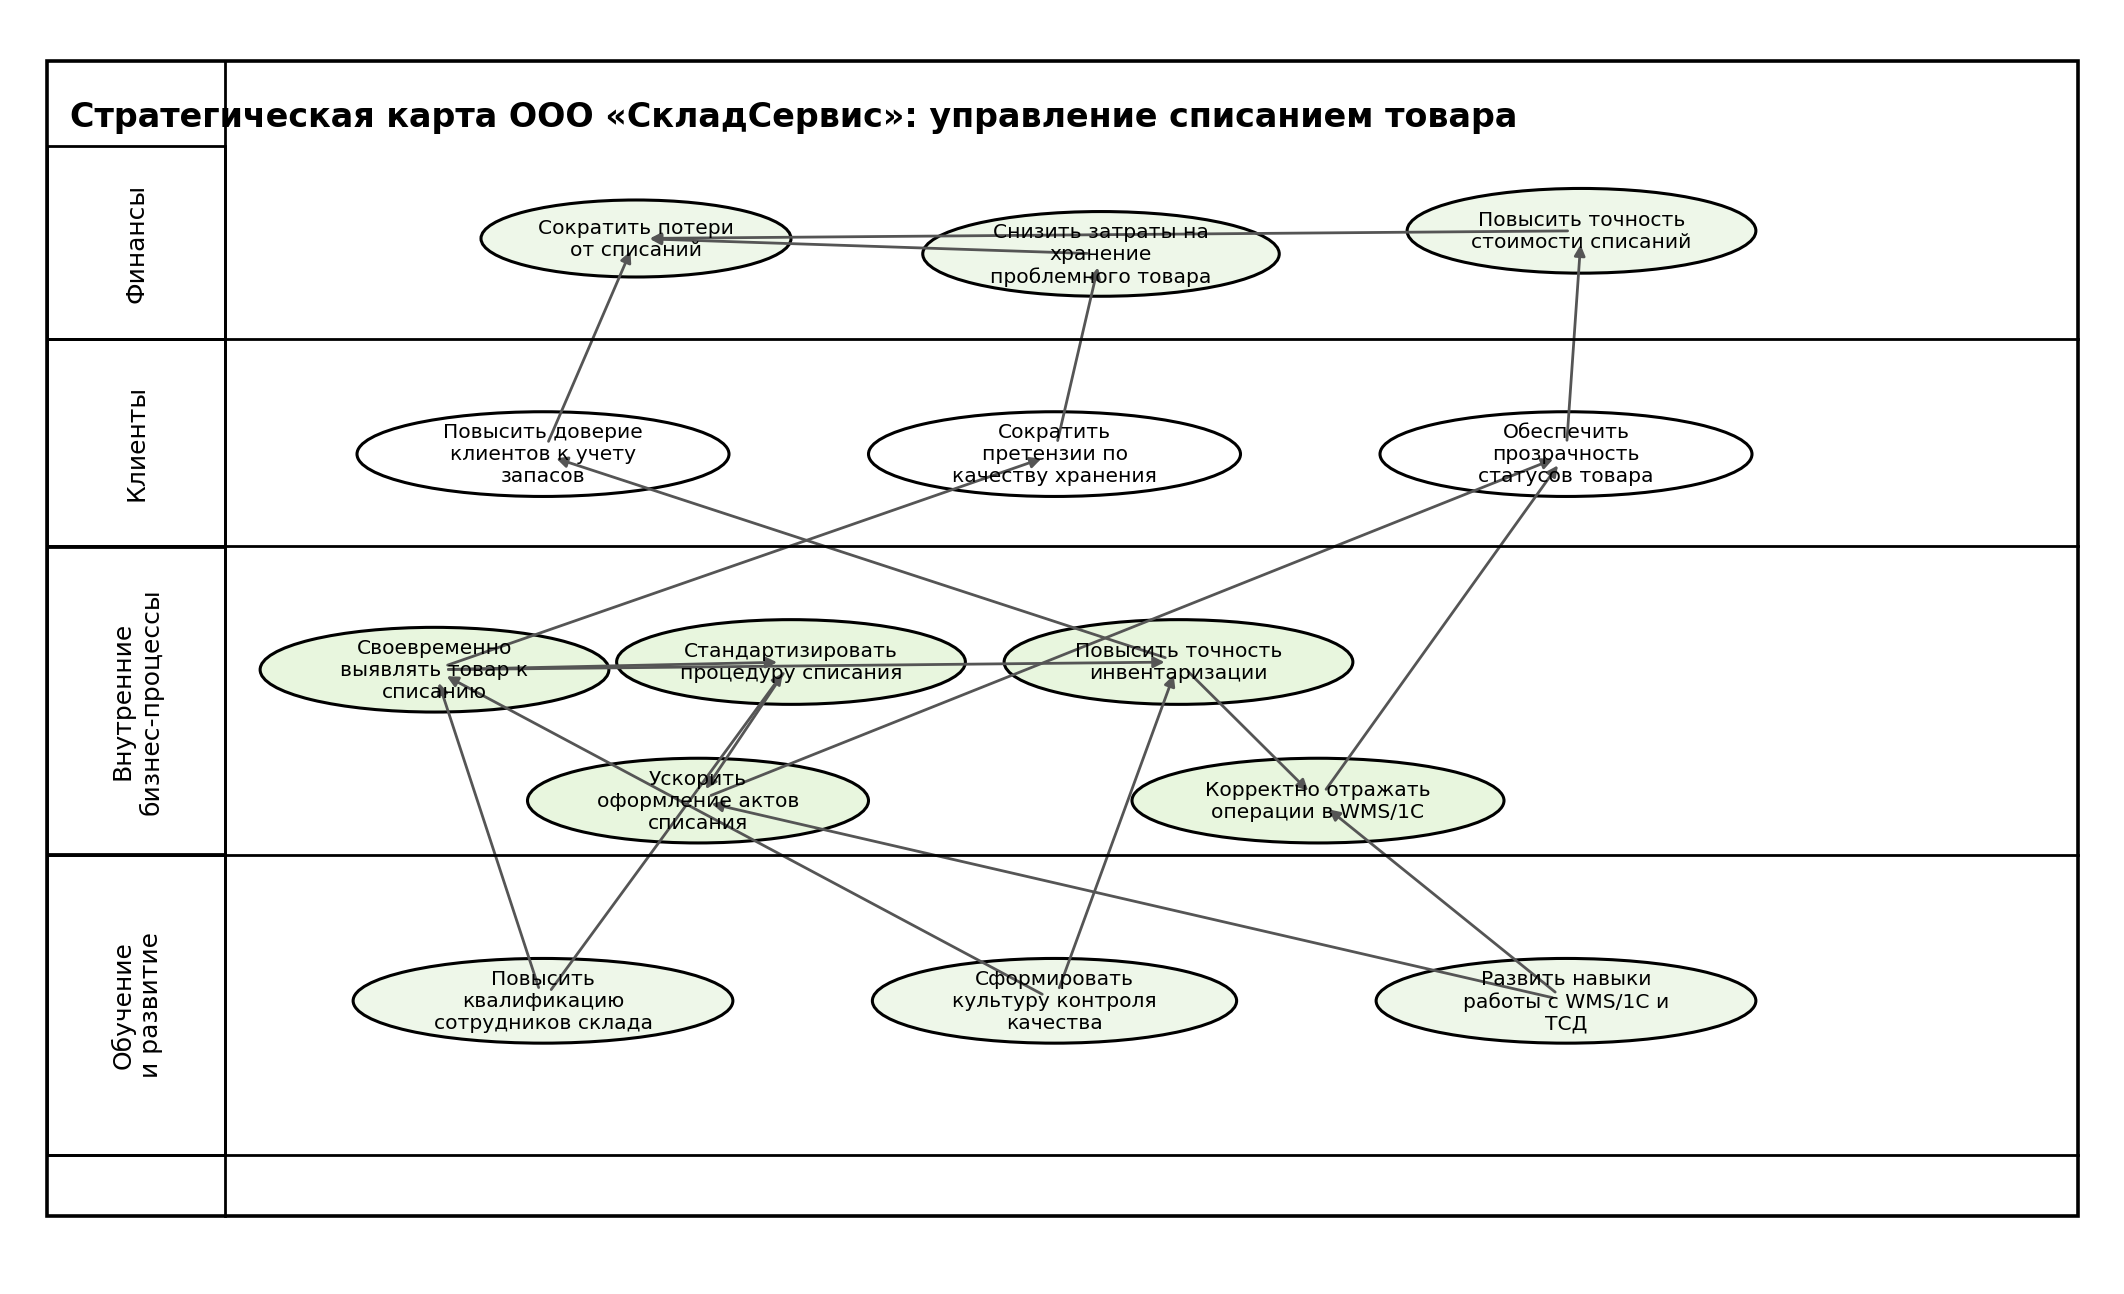 Стратегическая карта ООО «СкладСервис»: управление списанием товара
Финансы
Сократить потери
от списаний
Снизить затраты на
хранение
проблемного товара
Повысить точность
стоимости списаний
Клиенты
Повысить доверие
клиентов к учету
запасов
Сократить
претензии по
качеству хранения
Обеспечить
прозрачность
статусов товара
Внутренние
бизнес-процессы
Своевременно
выявлять товар к
списанию
Стандартизировать
процедуру списания
Повысить точность
инвентаризации
Ускорить
оформление актов
списания
Корректно отражать
операции в WMS/1С
Обучение
и развитие
Повысить
квалификацию
сотрудников склада
Сформировать
культуру контроля
качества
Развить навыки
работы с WMS/1С и
ТСД